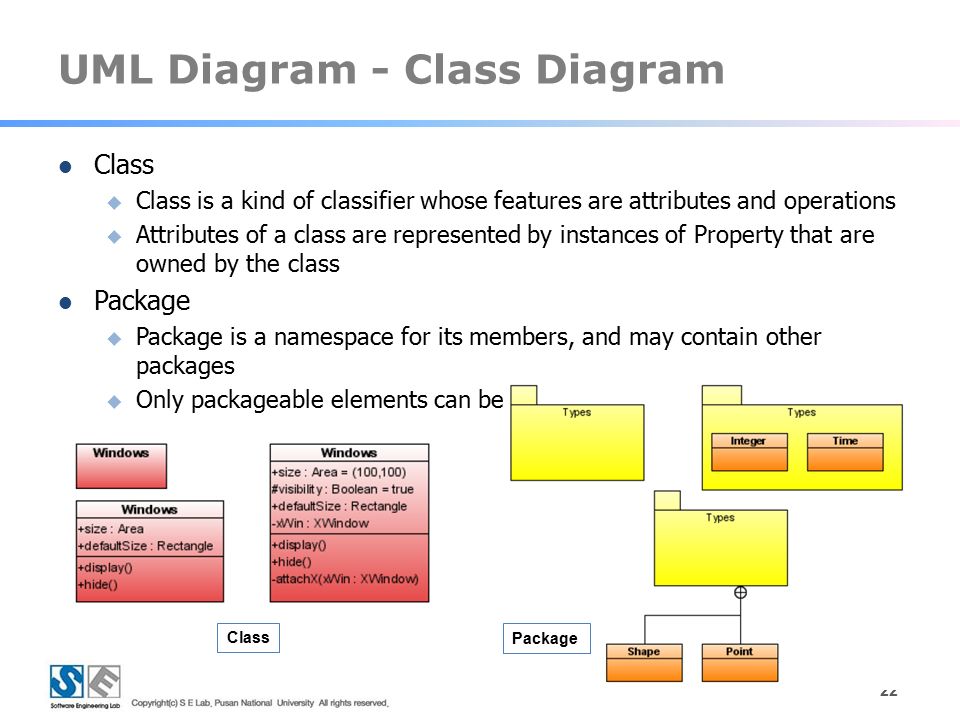 UML Diagram - Class Diagram
Class
Class is a kind of classifier whose features are attributes and operations
Attributes of a class are represented by instances of Property that are
owned by the class
Package
Package is a namespace for its members, and may contain other
packages
Only packageable elements can be
Windows
Windows
+size : Area
+defaultSize : Rectangle
+display()
+hide()
Windows
+size : Area = (100,100)
#visibility : Boolean = true
+defaultSize : Rectangle
-xWin : XWindow
+display()
+hide()
-attachX(xWin : XWindow)
Class
Types
Types
Integer
Time
Types
Shape
Point
Package
SE
Software Engineering Lab
Copyright(c) S E Lab, Pusan National University All rights reserved.
22